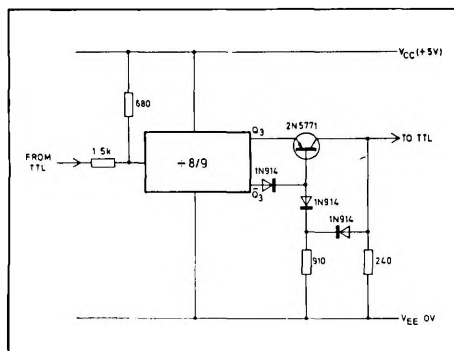 VCC (+5V)
680
Q3
2N5771
TO TTL
FROM
TTL
1.5k
÷8/9
1N914
Q̅3
1N914
1N914
910
240
VEE 0V